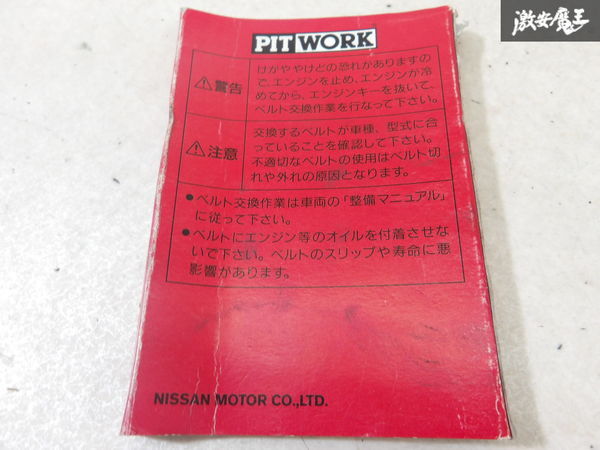 激安魔王
PIT WORK
⚠警告
けがややけどの恐れがありますの
で、エンジンを止め、エンジンが冷
めてから、エンジンキーを抜いて、
ベルト交換作業を行なって下さい。
⚠注意
交換するベルトが車種、型式に合
っていることを確認して下さい。
不適切なベルトの使用はベルト切
れや外れの原因となります。
●ベルト交換作業は車両の「整備マニュアル」
に従って下さい。
●ベルトにエンジン等のオイルを付着させな
いで下さい。ベルトのスリップや寿命に悪
影響があります。
NISSAN MOTOR CO.,LTD.